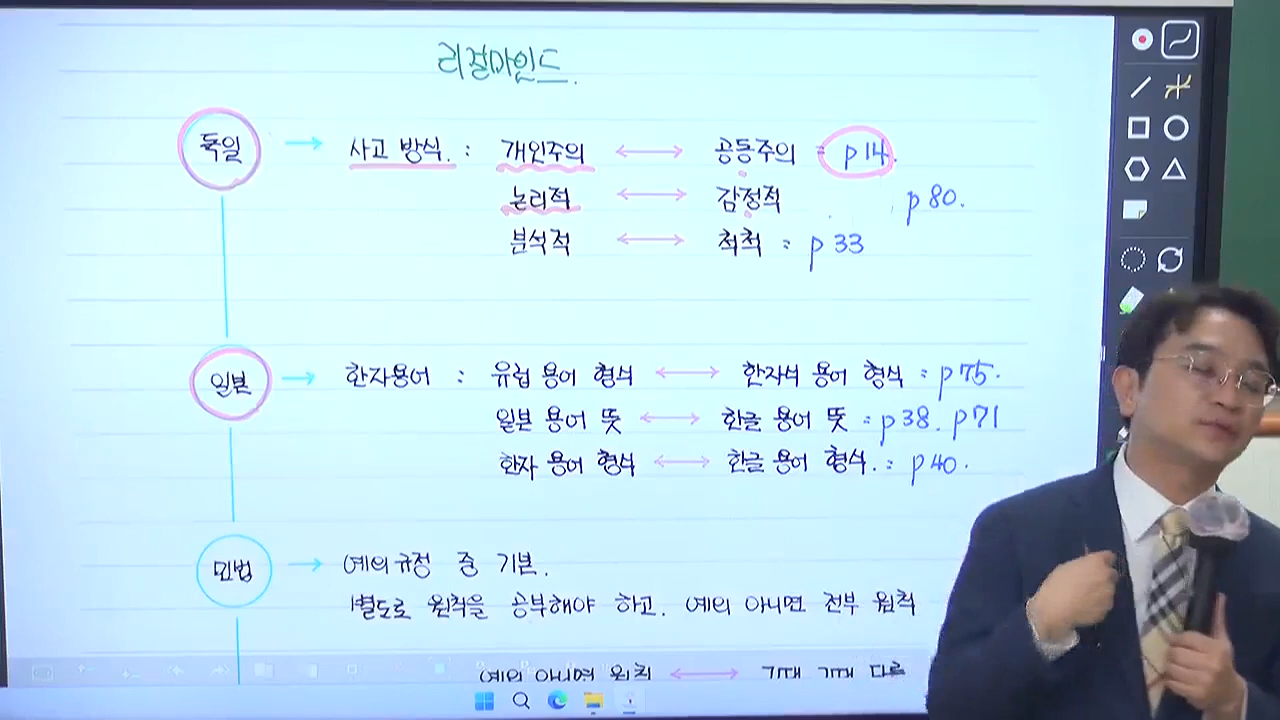 리걸마인드.
독일 → 사고 방식. : 개인주의 ↔ 공동주의 = p14.
논리적 ↔ 감정적 p80.
분석적 ↔ 척척 = p33
일본 → 한자용어 : 유럽 용어 형식 ↔ 한자식 용어 형식 = p75.
일본 용어 뜻 ↔ 한글 용어 뜻 = p38. p71
한자 용어 형식 ↔ 한글 용어 형식. = p40.
민법 → 예외규정 중 기본.
별도로 원칙을 공부해야 하고. 예외 아니면 전부 원칙
예외 아니면 원칙 ↔ 그때 그때 다르